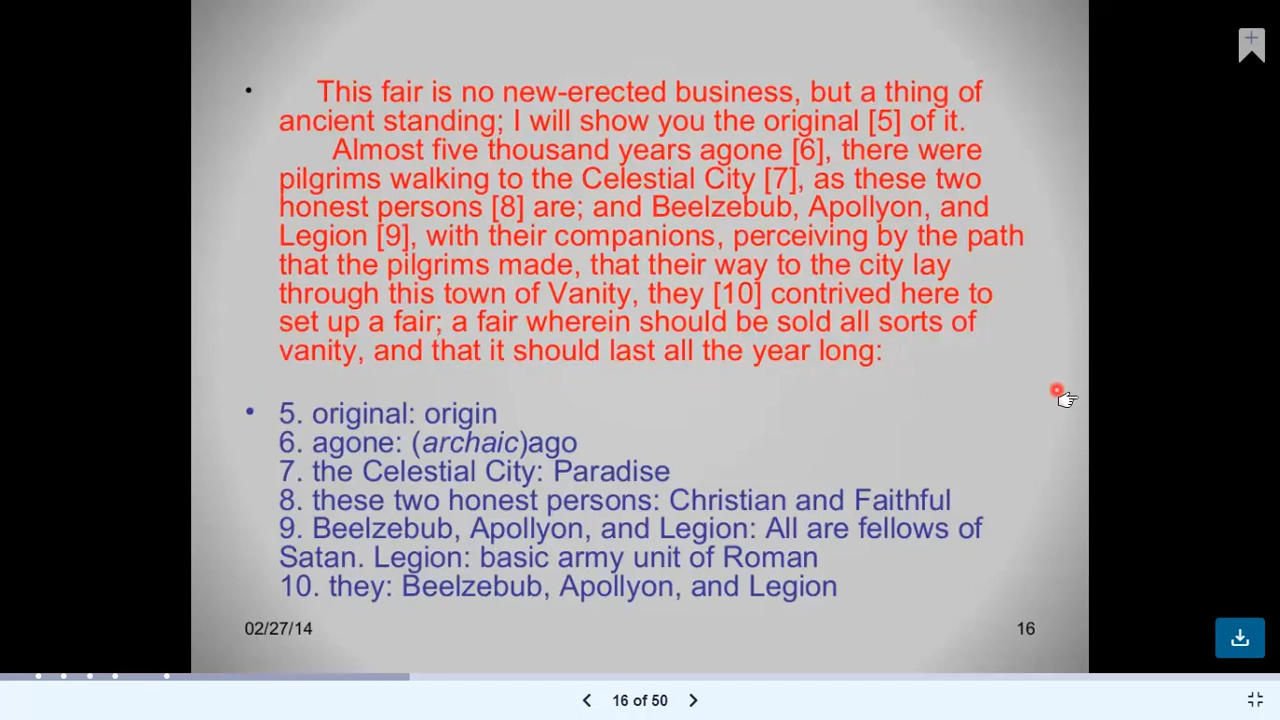 • This fair is no new-erected business, but a thing of
ancient standing; I will show you the original [5] of it.
Almost five thousand years agone [6], there were
pilgrims walking to the Celestial City [7], as these two
honest persons [8] are; and Beelzebub, Apollyon, and
Legion [9], with their companions, perceiving by the path
that the pilgrims made, that their way to the city lay
through this town of Vanity, they [10] contrived here to
set up a fair; a fair wherein should be sold all sorts of
vanity, and that it should last all the year long:
• 5. original: origin
6. agone: (archaic)ago
7. the Celestial City: Paradise
8. these two honest persons: Christian and Faithful
9. Beelzebub, Apollyon, and Legion: All are fellows of
Satan. Legion: basic army unit of Roman
10. they: Beelzebub, Apollyon, and Legion
02/27/14
16
16 of 50